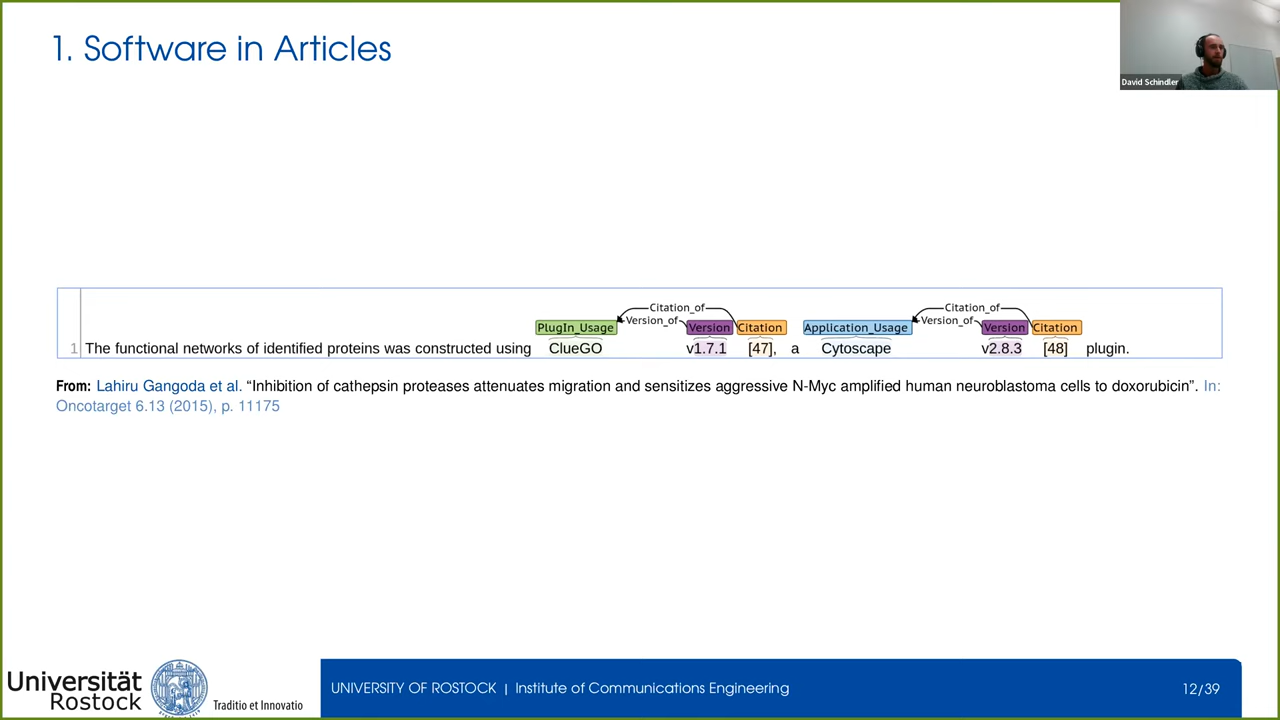 1. Software in Articles
David Schindler
Citation_of Citation_of
Version_of Version_of
PlugIn_Usage Version Citation Application_Usage Version Citation
1 The functional networks of identified proteins was constructed using ClueGO v1.7.1 [47], a Cytoscape v2.8.3 [48] plugin.
From: Lahiru Gangoda et al. “Inhibition of cathepsin proteases attenuates migration and sensitizes aggressive N-Myc amplified human neuroblastoma cells to doxorubicin”. In:
Oncotarget 6.13 (2015), p. 11175
Universität
Rostock
Traditio et Innovatio
UNIVERSITY OF ROSTOCK | Institute of Communications Engineering
12/39